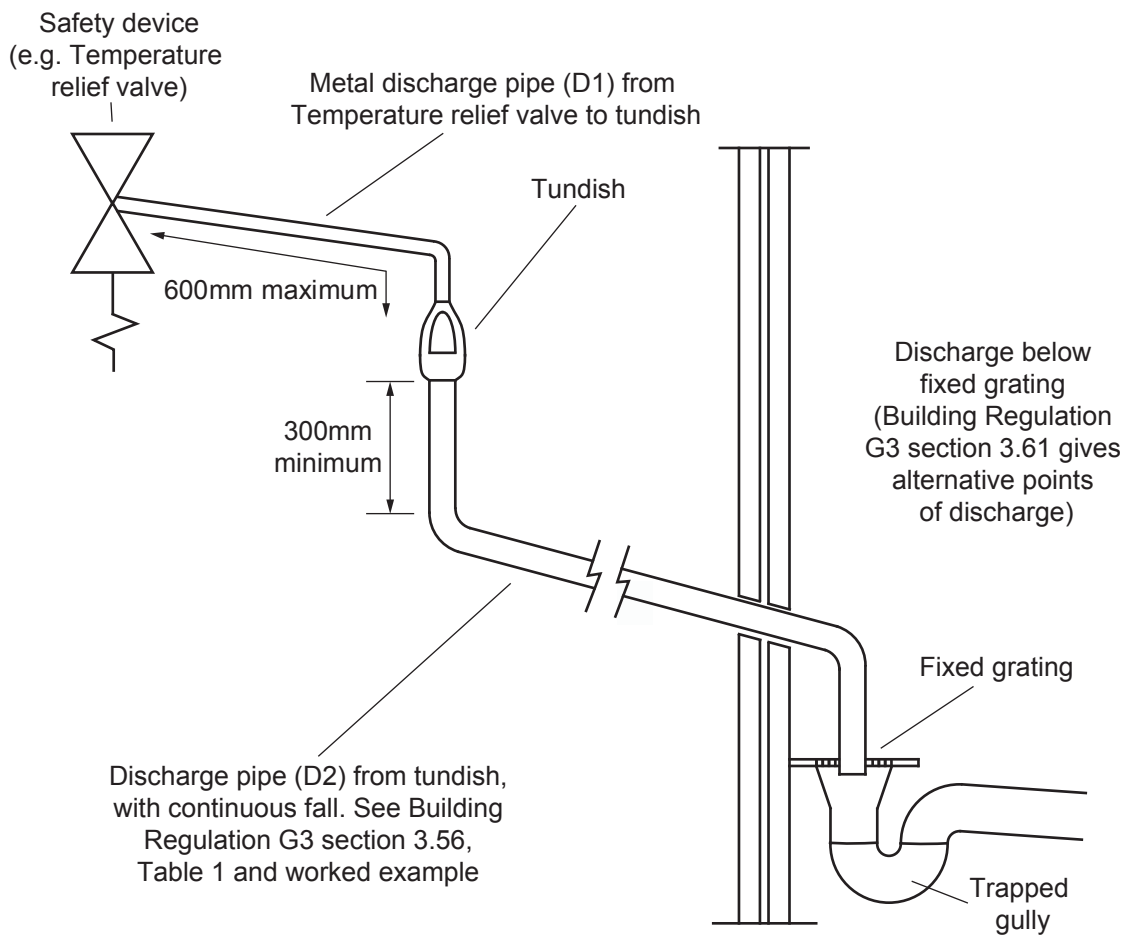 Safety device
(e.g. Temperature
relief valve)
Metal discharge pipe (D1) from
Temperature relief valve to tundish
Tundish
600mm maximum
300mm
minimum
Discharge below
fixed grating
(Building Regulation
G3 section 3.61 gives
alternative points
of discharge)
Fixed grating
Discharge pipe (D2) from tundish,
with continuous fall. See Building
Regulation G3 section 3.56,
Table 1 and worked example
Trapped
gully